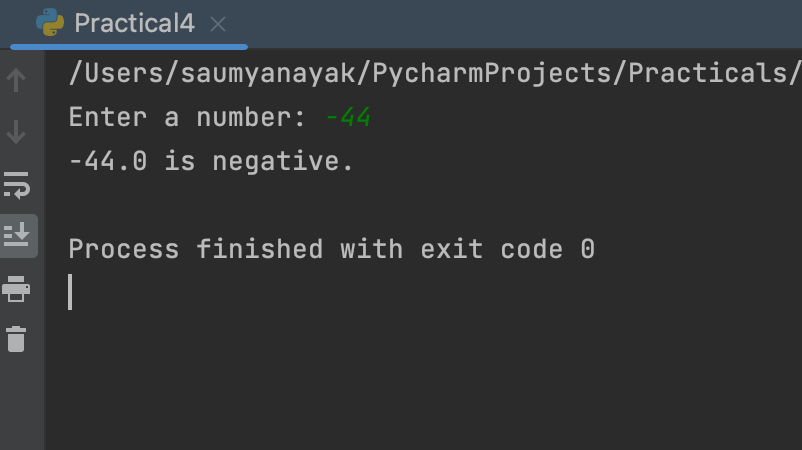 Practical4
/Users/saumyanayak/PycharmProjects/Practicals/
Enter a number: -44
-44.0 is negative.
Process finished with exit code 0